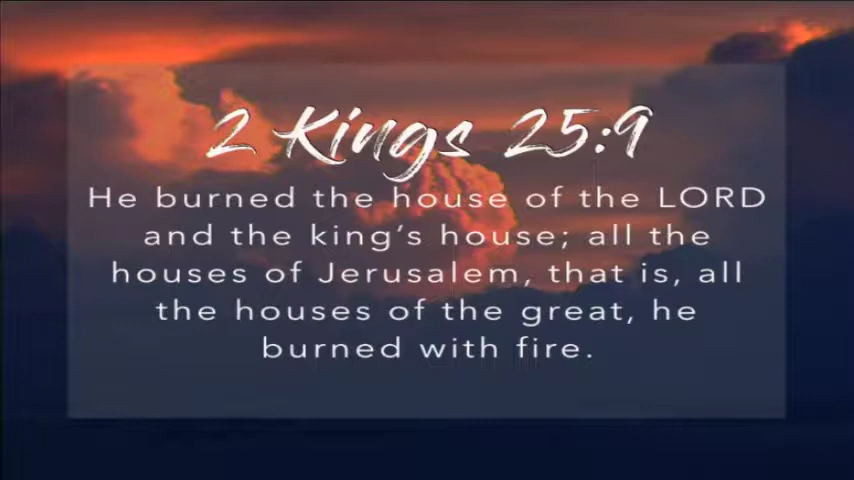 2 Kings 25:9
He burned the house of the LORD
and the king's house; all the
houses of Jerusalem, that is, all
the houses of the great, he
burned with fire.